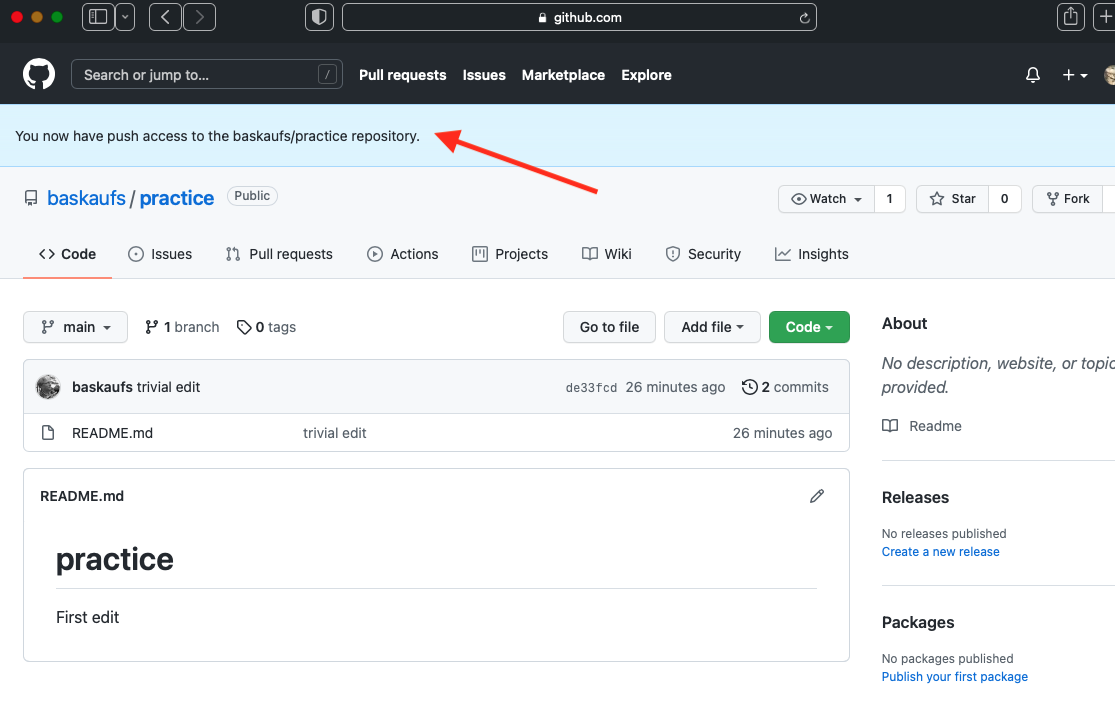 github.com
Search or jump to... / Pull requests Issues Marketplace Explore
You now have push access to the baskaufs/practice repository.
baskaufs / practice Public Watch 1 Star 0 Fork
Code Issues Pull requests Actions Projects Wiki Security Insights
main 1 branch 0 tags Go to file Add file Code
baskaufs trivial edit de33fcd 26 minutes ago 2 commits
README.md trivial edit 26 minutes ago
README.md
practice
First edit
About
No description, website, or topic
provided.
Readme
Releases
No releases published
Create a new release
Packages
No packages published
Publish your first package